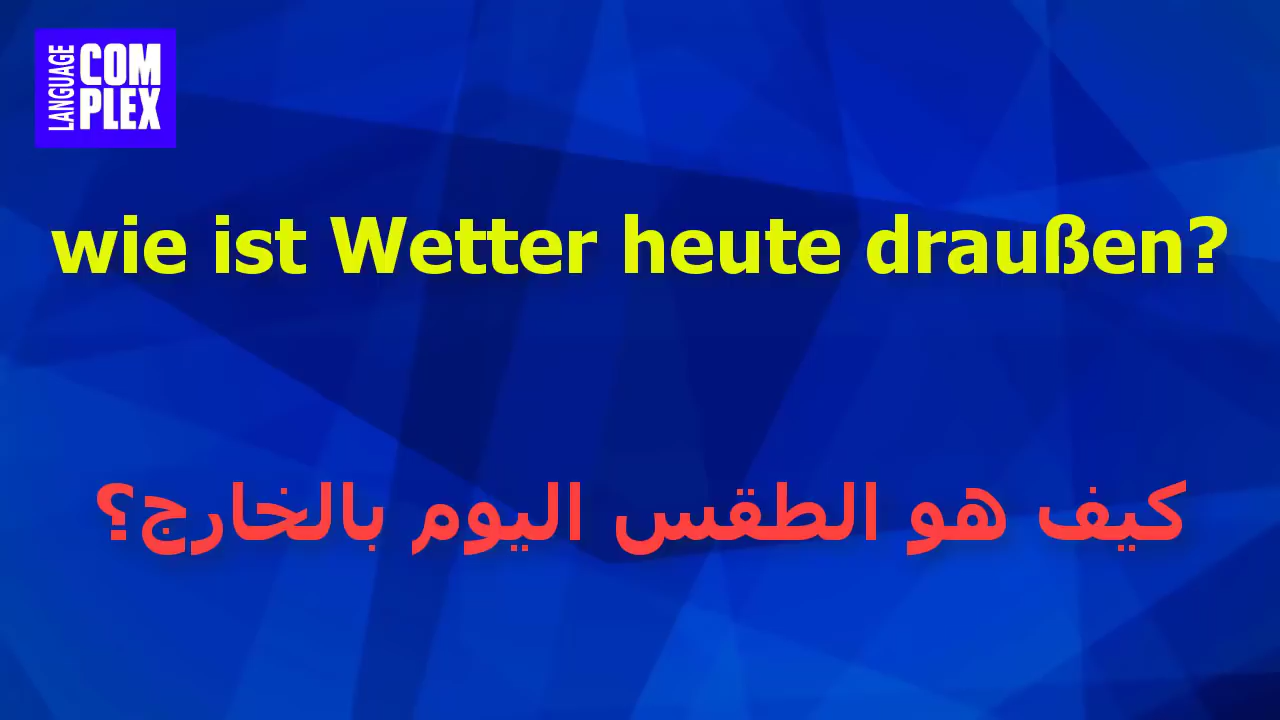 LANGUAGE
COM
PLEX
wie ist Wetter heute draußen?
كيف هو الطقس اليوم بالخارج؟